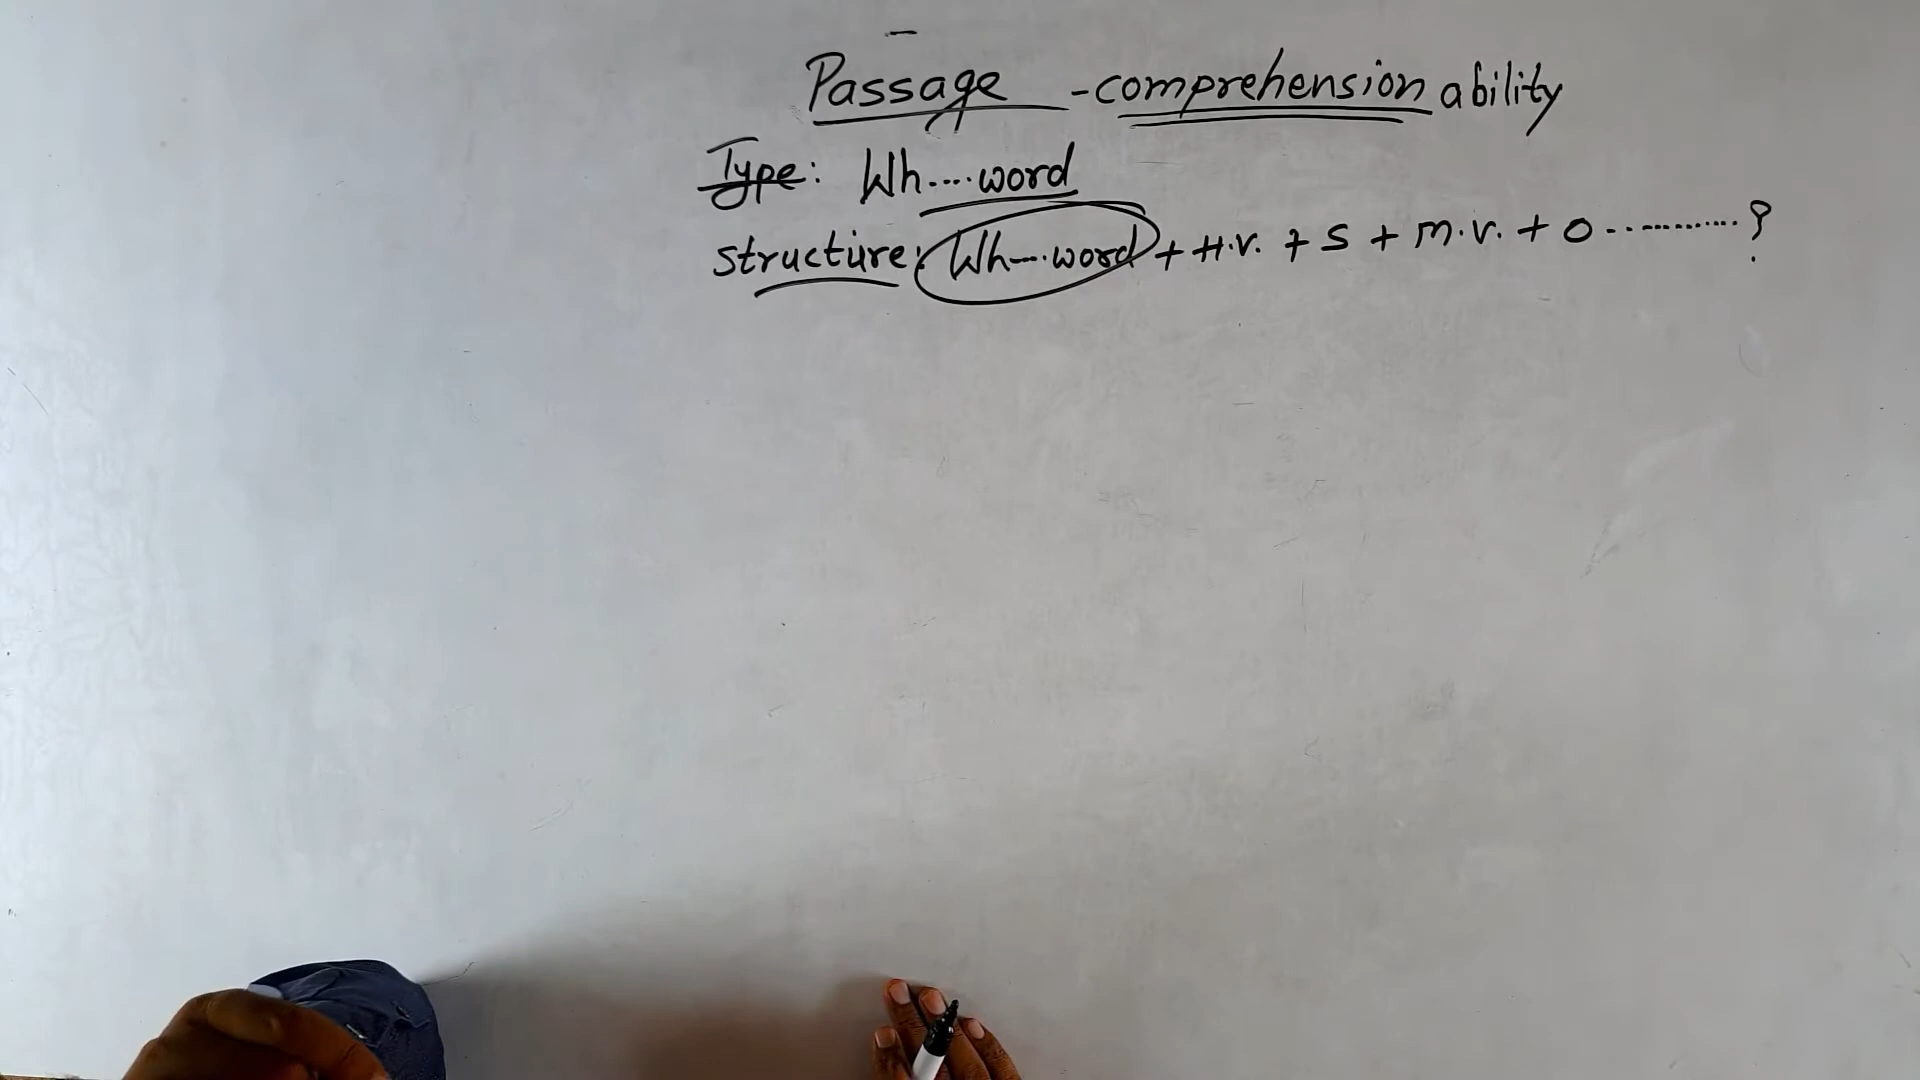 Passage - comprehension ability
Type: Wh....word
structure: Wh....word + H.V. + S + M.V. + O ............?